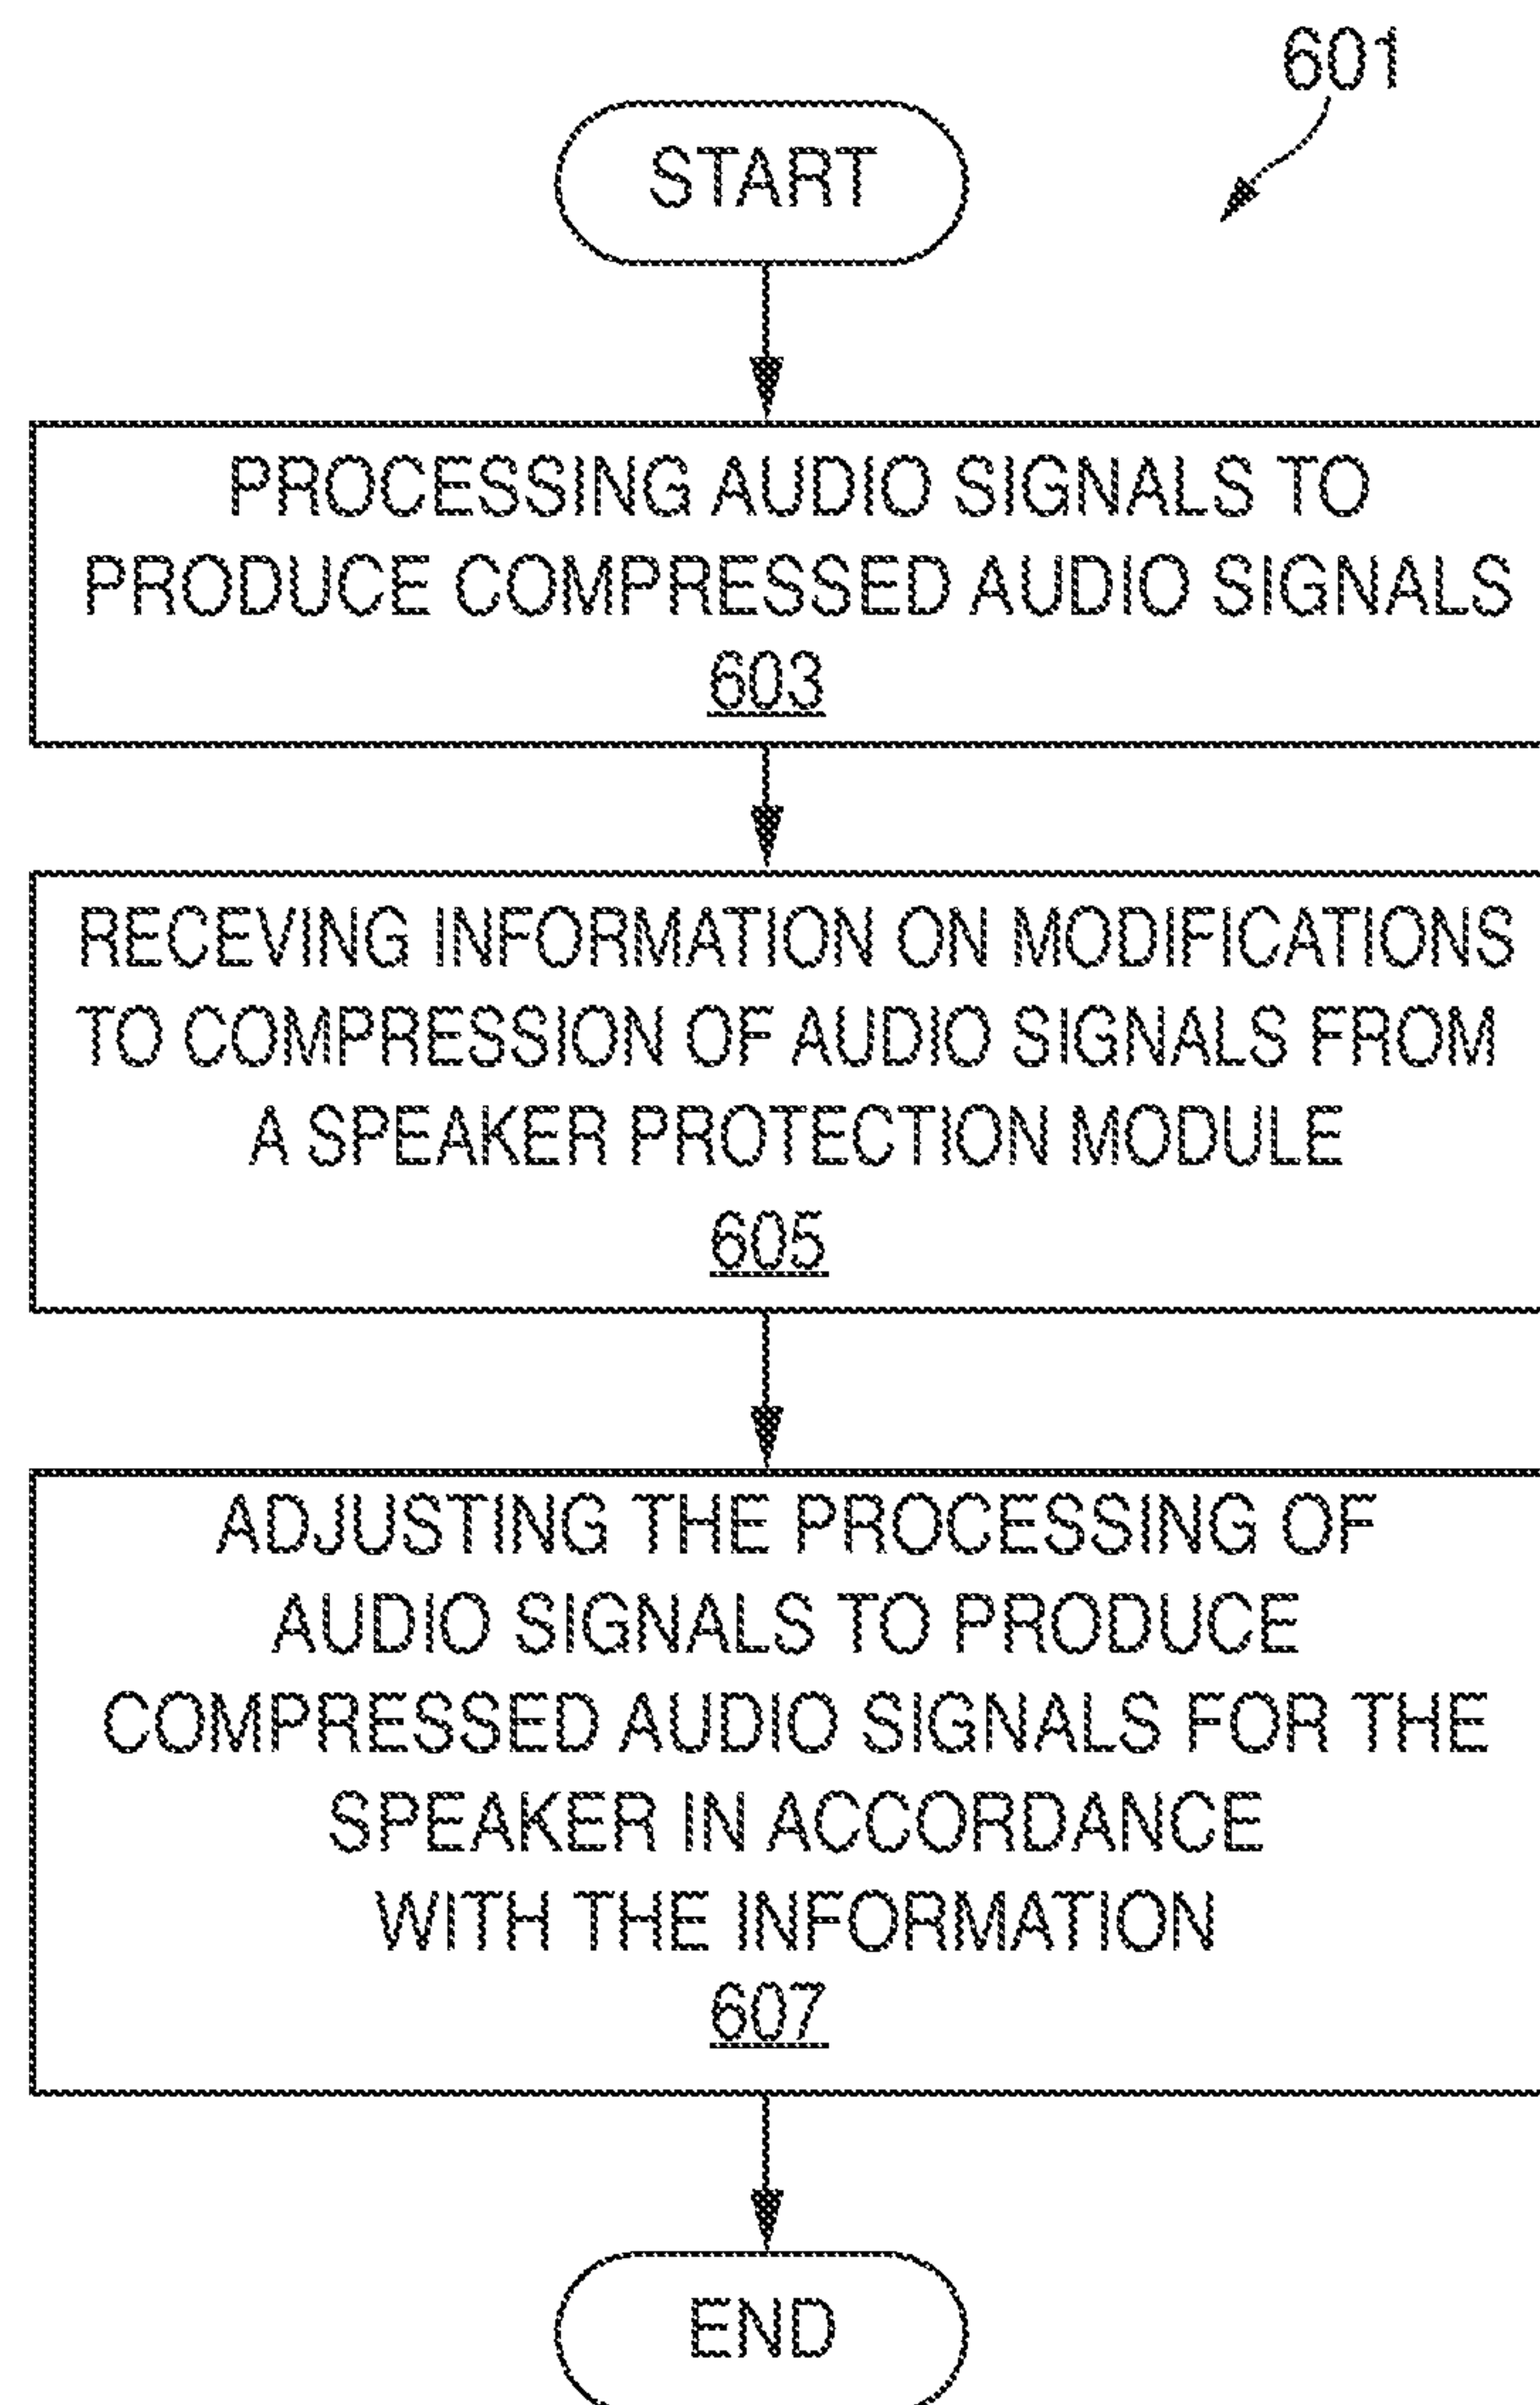 601
START
PROCESSING AUDIO SIGNALS TO
PRODUCE COMPRESSED AUDIO SIGNALS
603
RECEVING INFORMATION ON MODIFICATIONS
TO COMPRESSION OF AUDIO SIGNALS FROM
A SPEAKER PROTECTION MODULE
605
ADJUSTING THE PROCESSING OF
AUDIO SIGNALS TO PRODUCE
COMPRESSED AUDIO SIGNALS FOR THE
SPEAKER IN ACCORDANCE
WITH THE INFORMATION
607
END